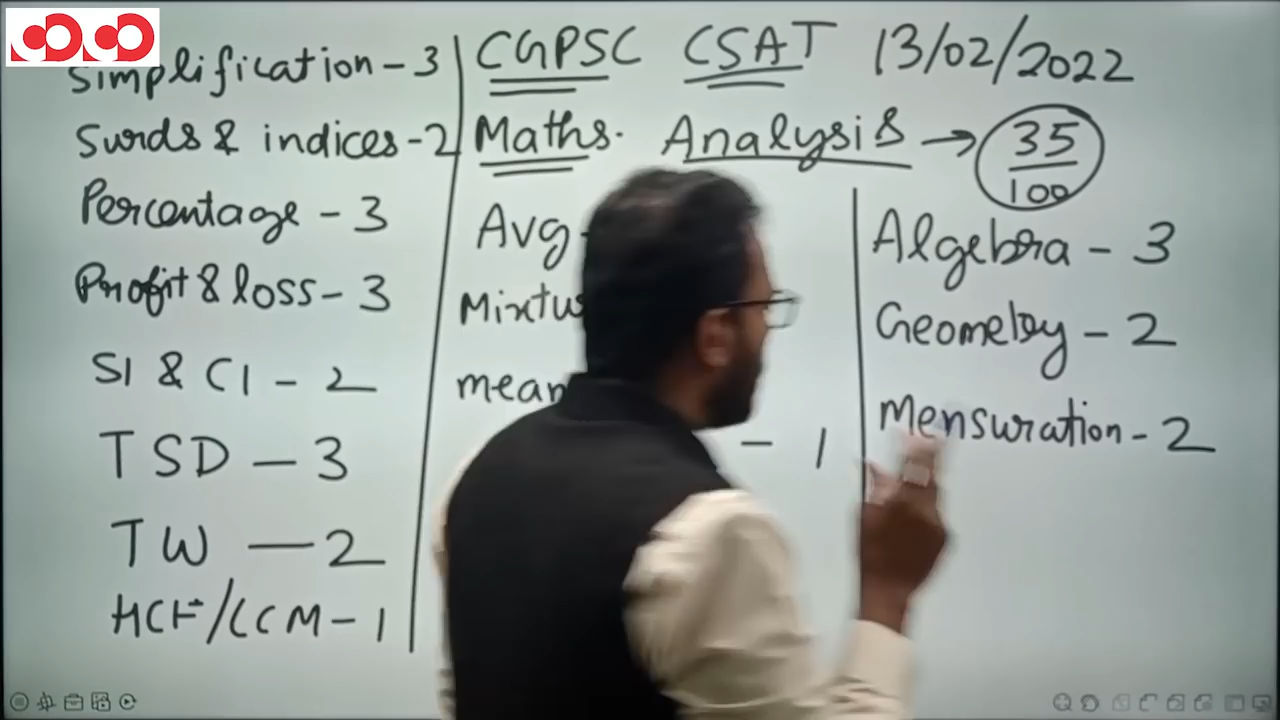 CGPSC CSAT 13/02/2022
Maths. Analysis → 35/100
Simplification - 3
Surds & indices - 2
Percentage - 3
Profit & loss - 3
SI & CI - 2
TSD - 3
TW - 2
HCF/LCM - 1
Avg
mean
- 1
Algebra - 3
Geometry - 2
Mensuration - 2